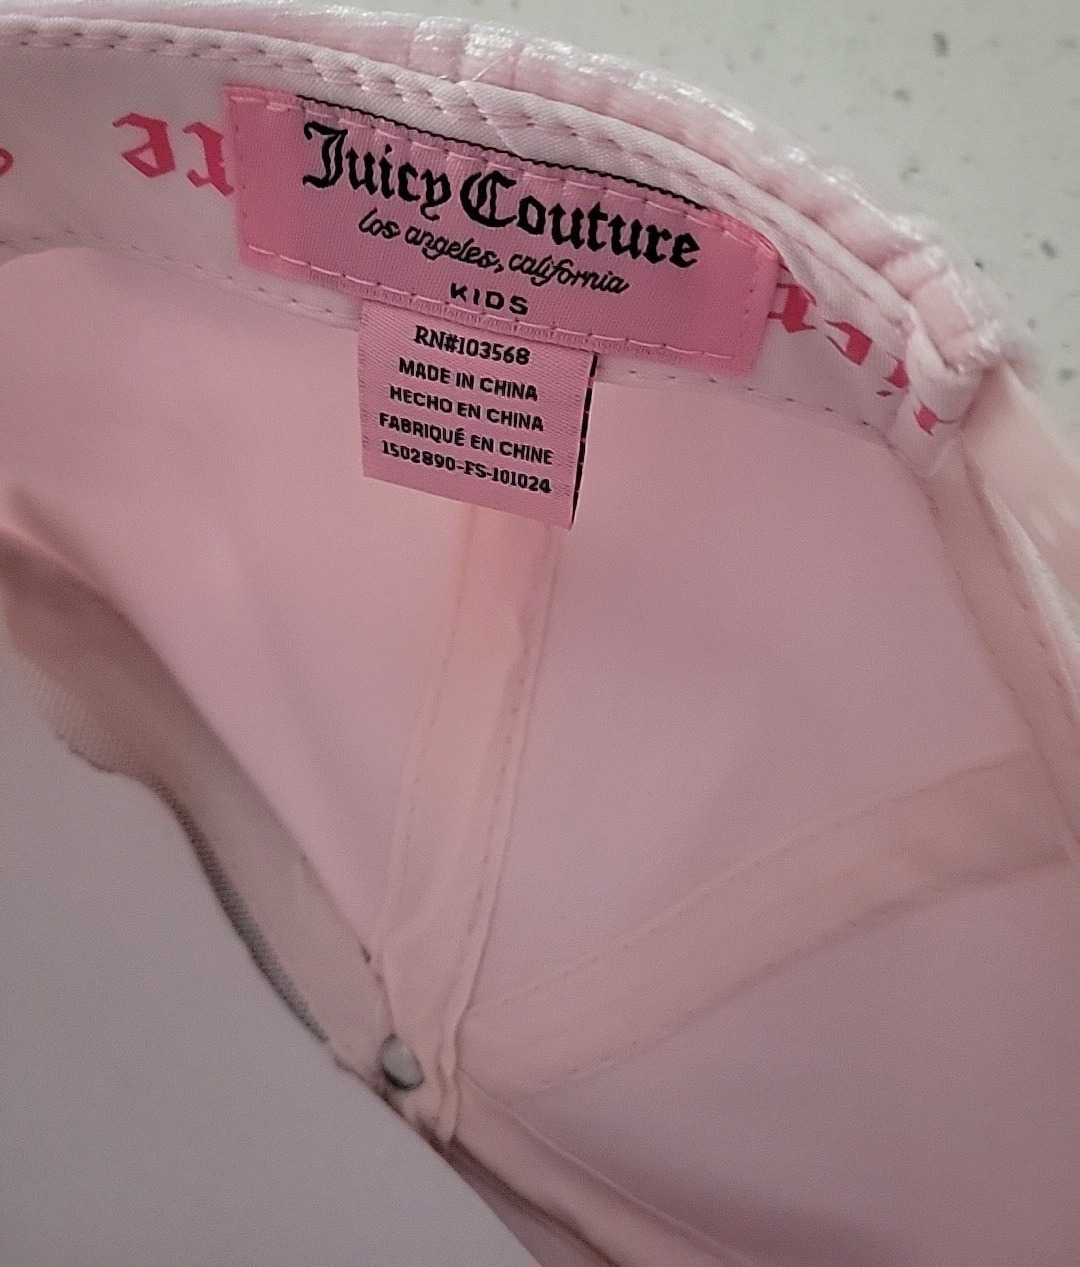 Juicy Couture
los angeles, california
KIDS
RN#103568
MADE IN CHINA
HECHO EN CHINA
FABRIQUÉ EN CHINE
1502890-FS-101024